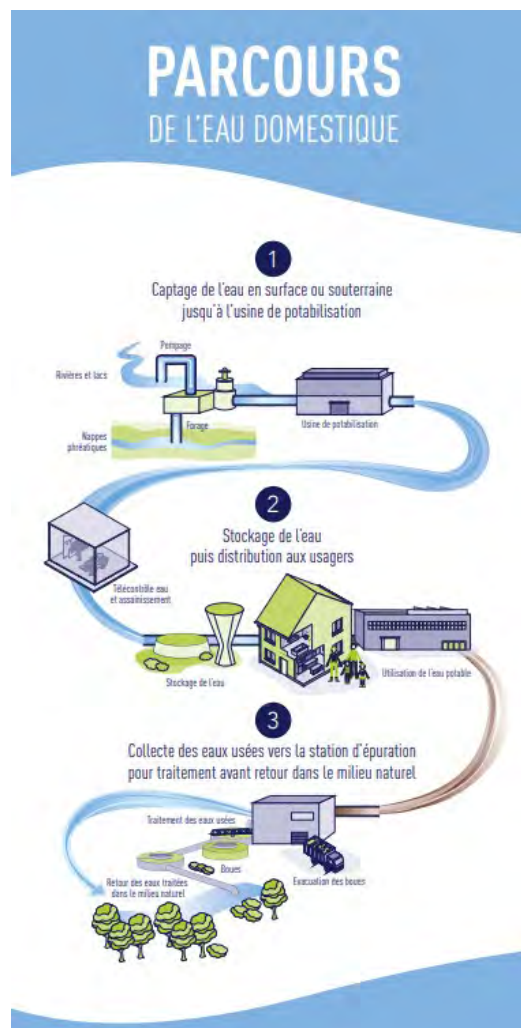 PARCOURS
DE L'EAU DOMESTIQUE
1
Captage de l'eau en surface ou souterraine
jusqu'à l'usine de potabilisation
Pompage
Rivières et lacs
Forage
Usine de potabilisation
Nappes
phréatiques
2
Stockage de l'eau
puis distribution aux usagers
Télécontrôle eau
et assainissement
Stockage de l'eau
Utilisation de l'eau potable
3
Collecte des eaux usées vers la station d'épuration
pour traitement avant retour dans le milieu naturel
Traitement des eaux usées
Boues
Evacuation des boues
Retour des eaux traitées
dans le milieu naturel